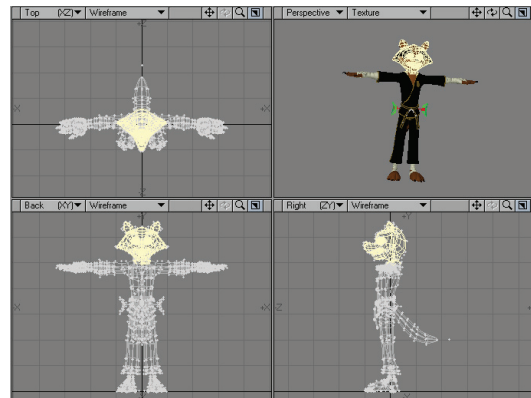 Top (XZ) Wireframe
Perspective Texture
Back (XY) Wireframe
Right (ZY) Wireframe